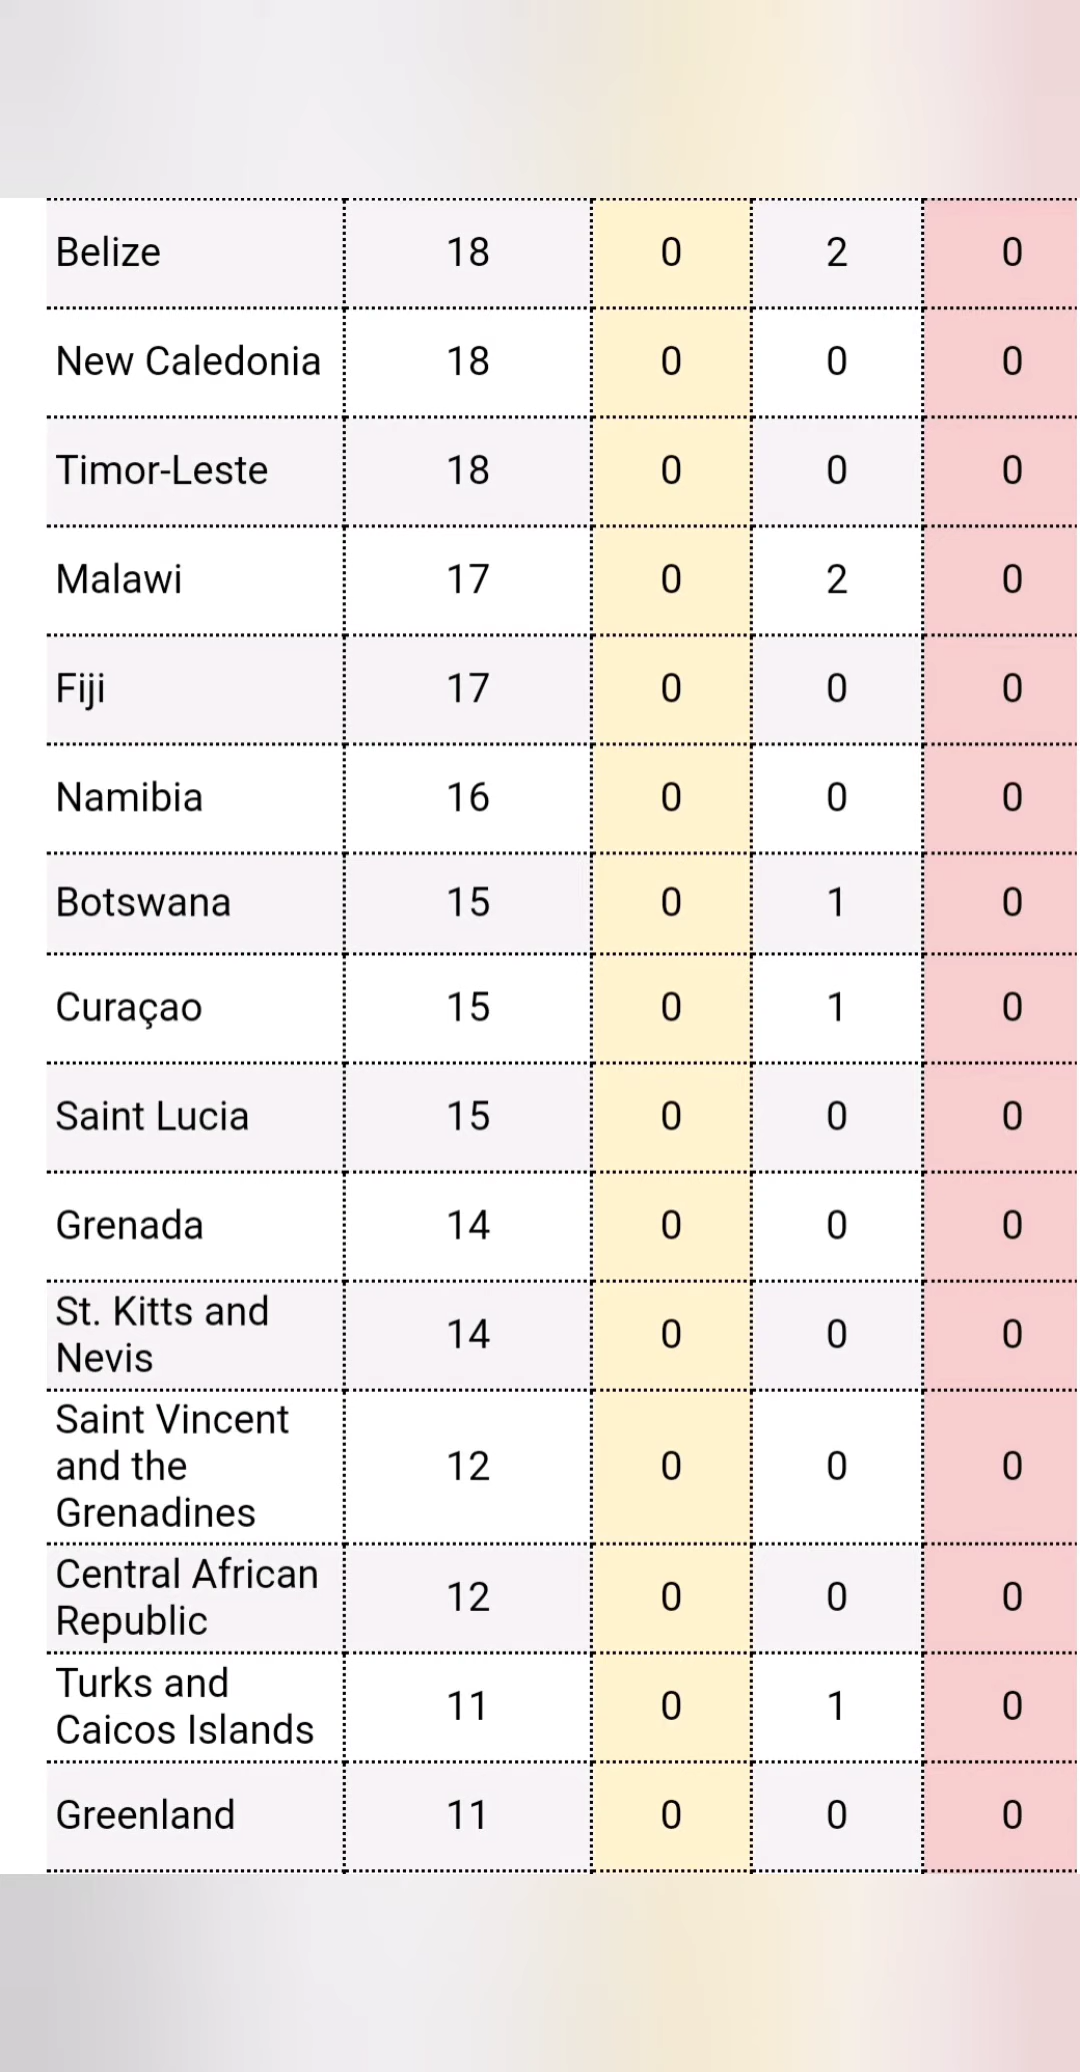 Belize 18 0 2 0
New Caledonia 18 0 0 0
Timor-Leste 18 0 0 0
Malawi 17 0 2 0
Fiji 17 0 0 0
Namibia 16 0 0 0
Botswana 15 0 1 0
Curaçao 15 0 1 0
Saint Lucia 15 0 0 0
Grenada 14 0 0 0
St. Kitts and
Nevis 14 0 0 0
Saint Vincent
and the 12 0 0 0
Grenadines
Central African
Republic 12 0 0 0
Turks and
Caicos Islands 11 0 1 0
Greenland 11 0 0 0